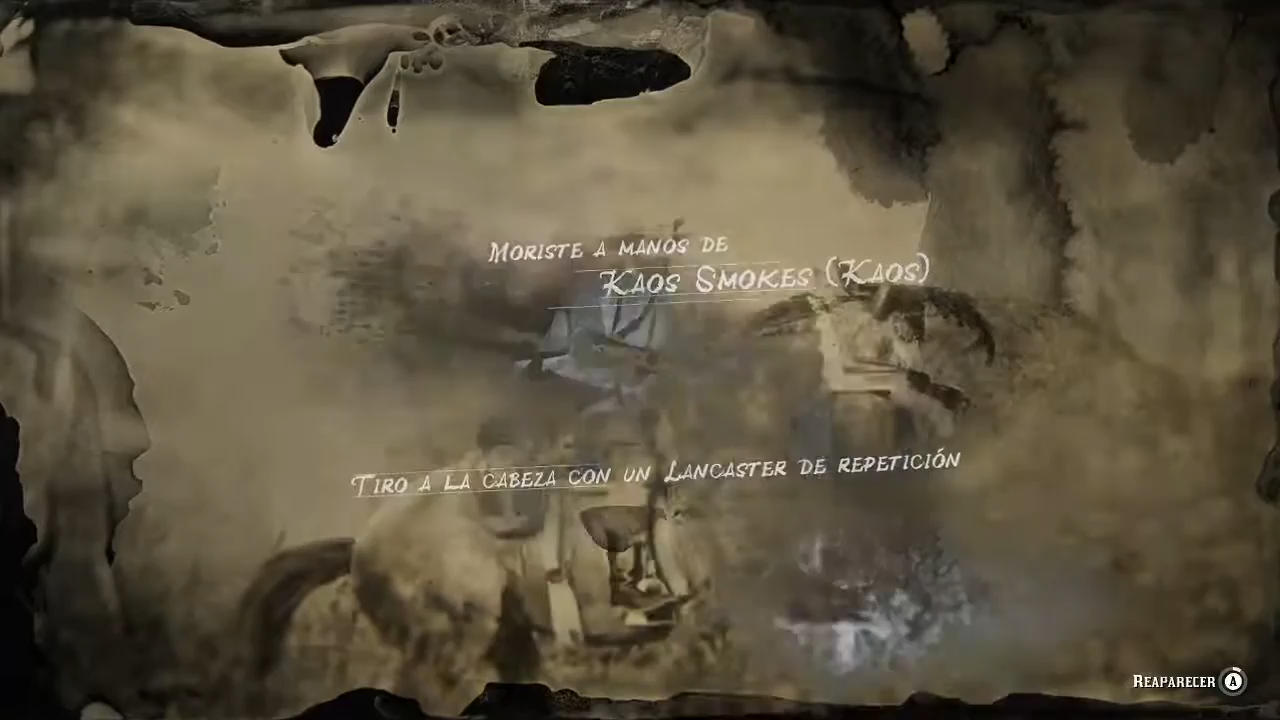 Moriste a manos de
Kaos Smokes (Kaos)
Tiro a la cabeza con un Lancaster de repetición
Reaparecer A